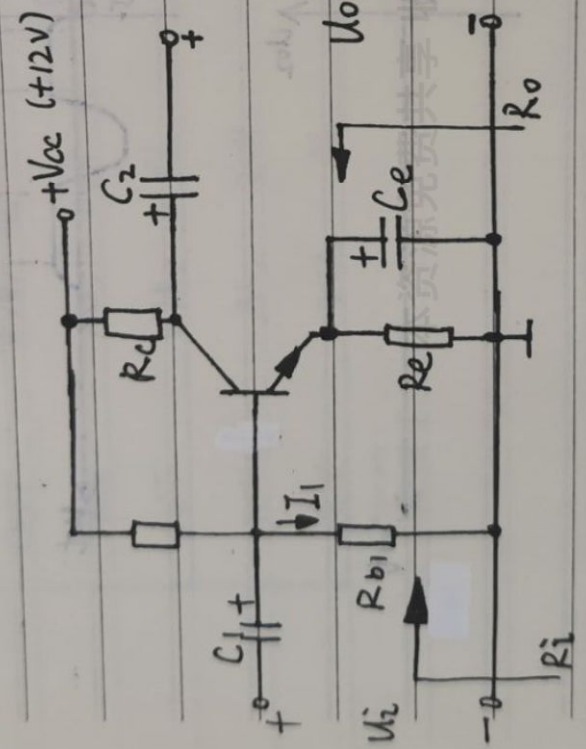 +Vcc (+12V)
Rc
C2
+
+
C1
+
+
I1
Rb1
Re
Ce
+
Uo
Ui
Ri
Ro
-
-